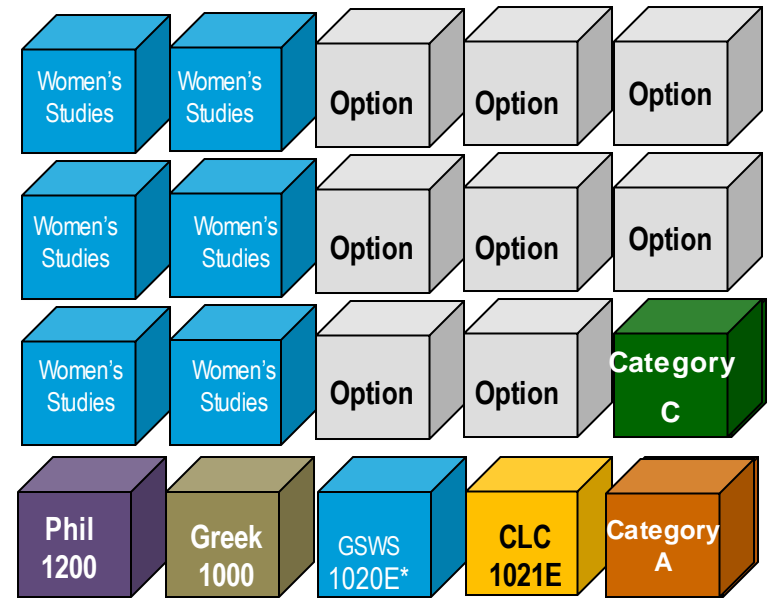 Women’s
Studies
Women’s
Studies
Option
Option
Option
Women’s
Studies
Women’s
Studies
Option
Option
Option
Women’s
Studies
Women’s
Studies
Option
Option
Category
C
Phil
1200
Greek
1000
GSWS
1020E*
CLC
1021E
Category
A